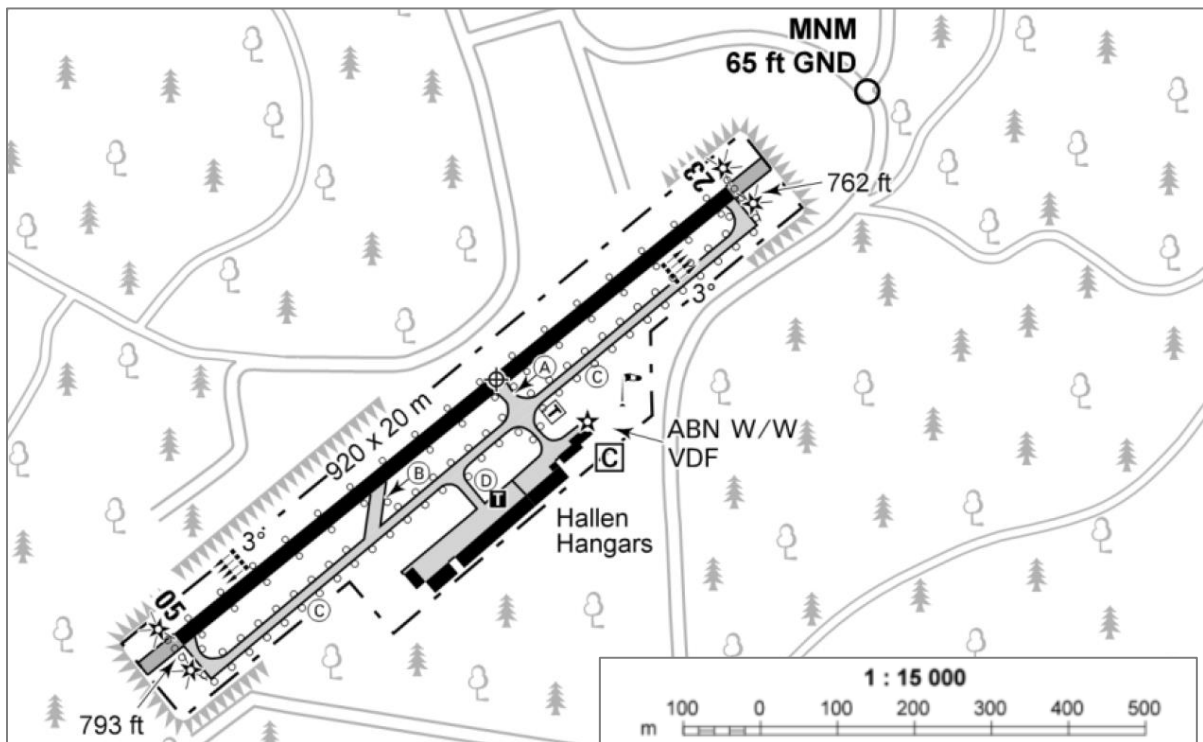 MNM
65 ft GND
23
762 ft
3°
A
C
920 x 20 m
T
ABN W/W
VDF
C
B
D
T
Hallen
Hangars
3°
05
C
793 ft
1 : 15 000
m 100 0 100 200 300 400 500